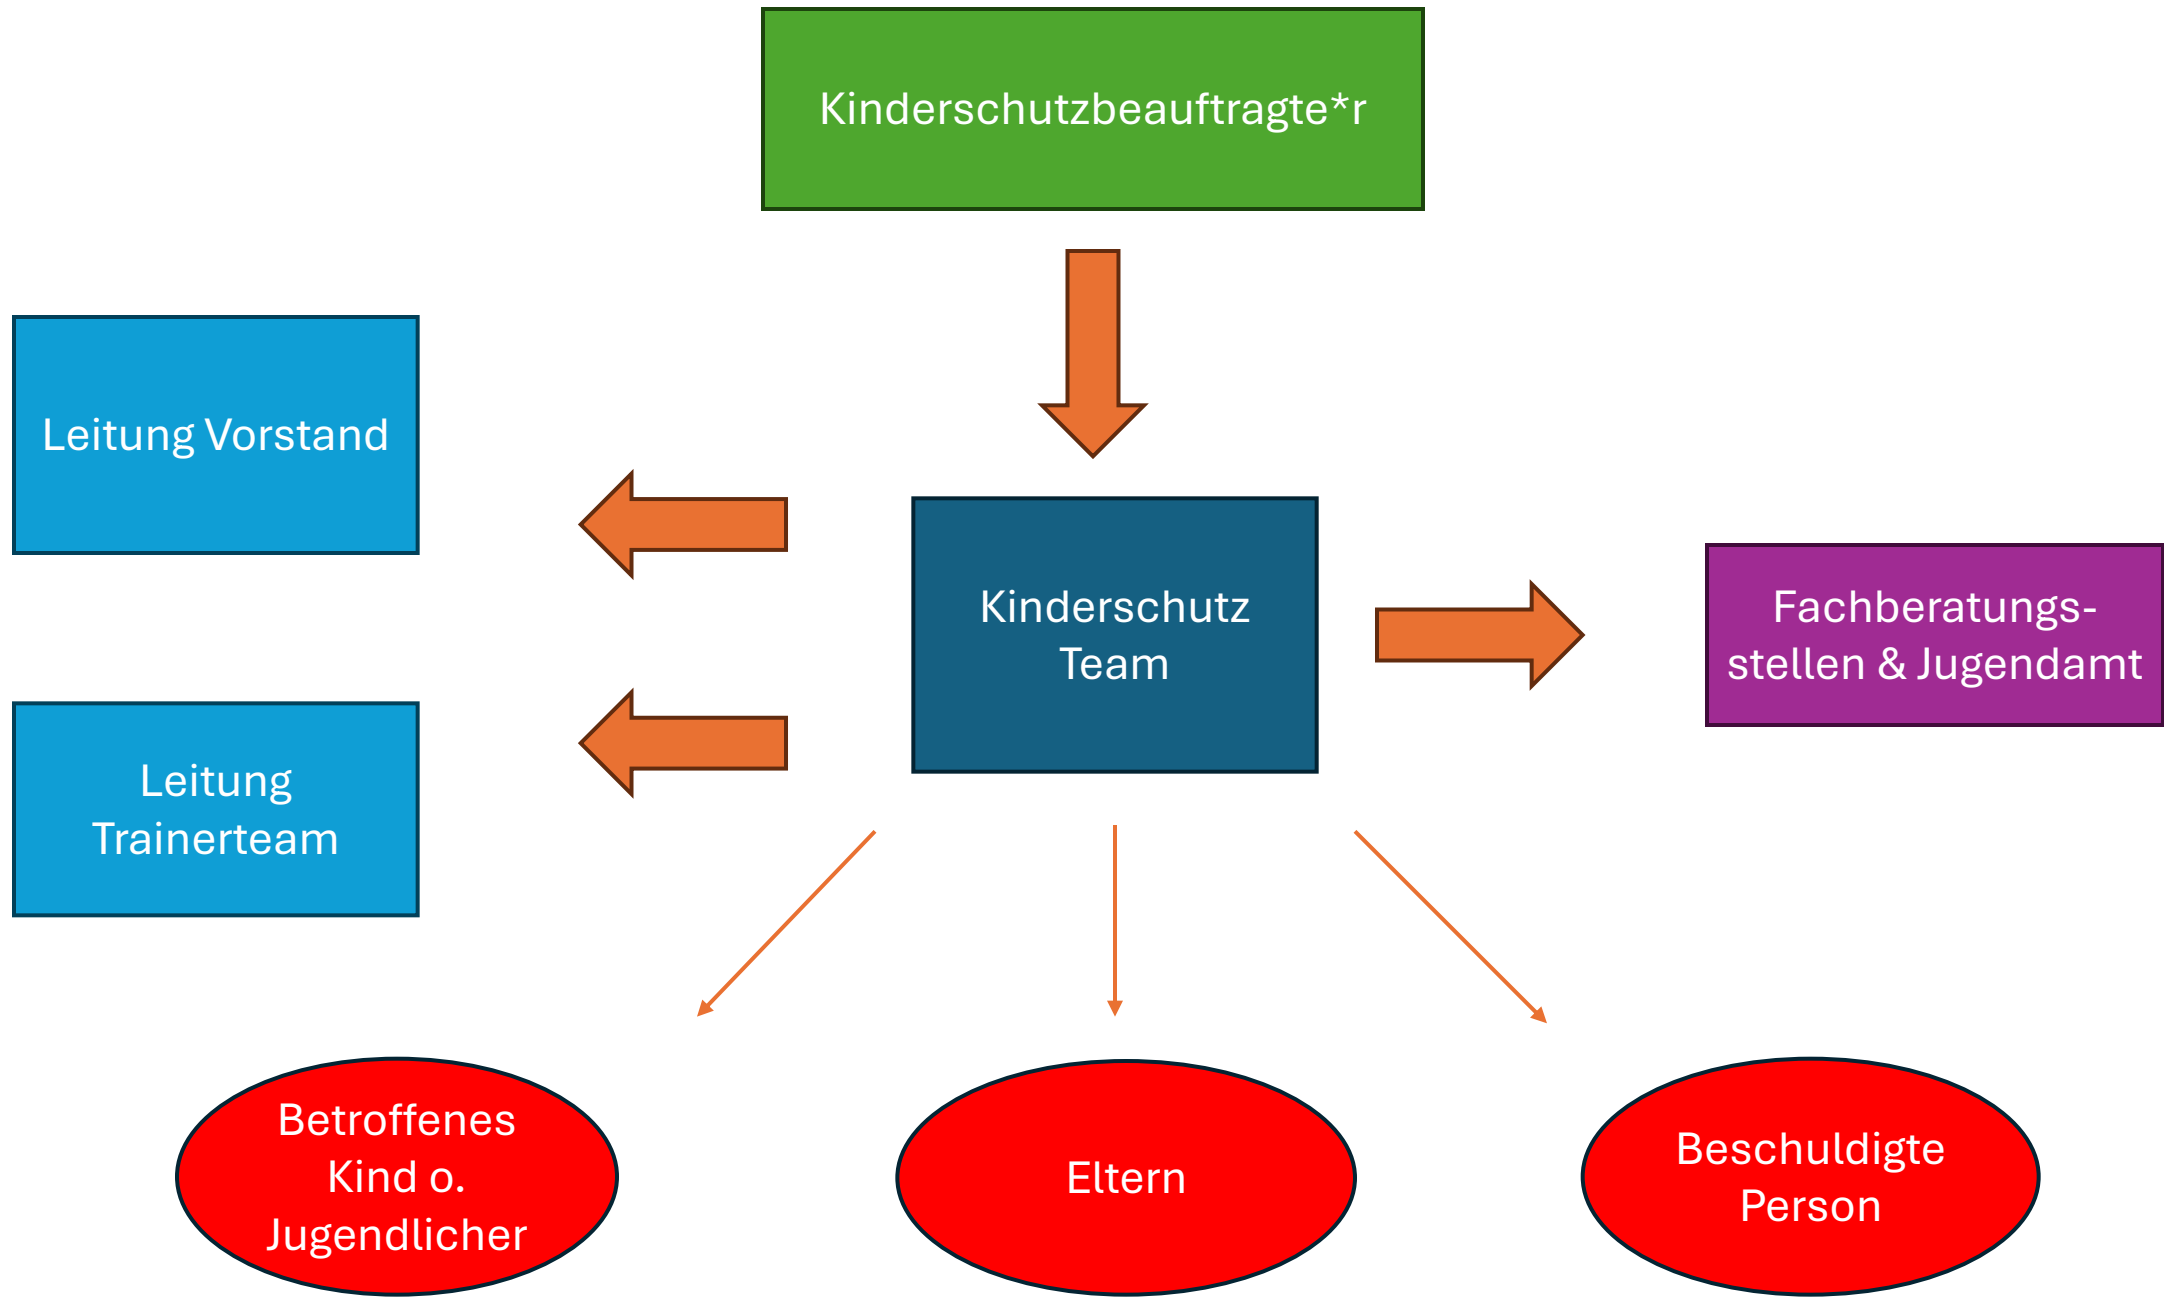 Kinderschutzbeauftragte*r
Leitung Vorstand
Kinderschutz
Team
Fachberatungs-
stellen & Jugendamt
Leitung
Trainerteam
Betroffenes
Kind o.
Jugendlicher
Eltern
Beschuldigte
Person